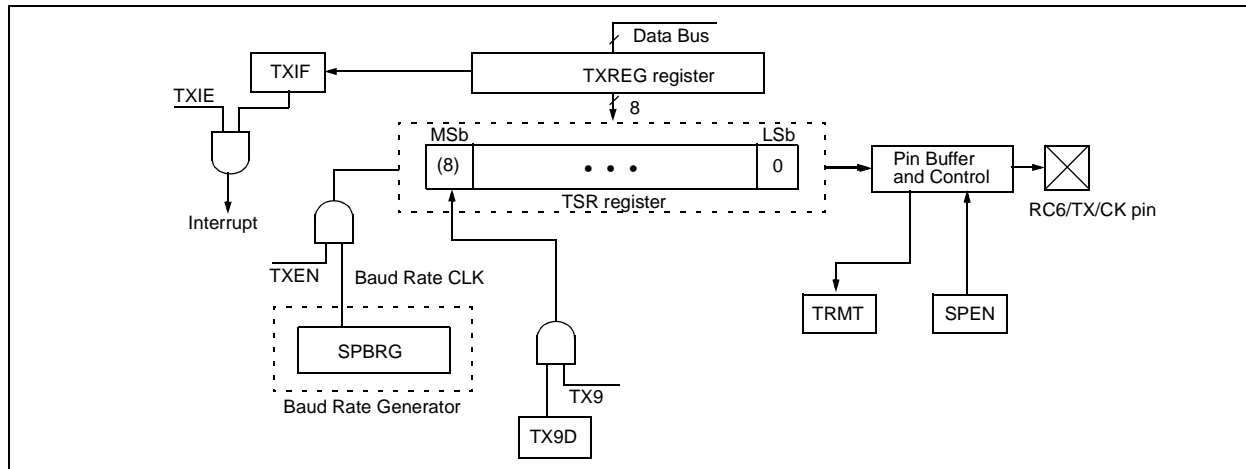 Data Bus
TXIF
TXREG register
TXIE
8
MSb
LSb
(8)
• • •
0
Pin Buffer
and Control
TSR register
Interrupt
RC6/TX/CK pin
TXEN
Baud Rate CLK
TRMT
SPEN
SPBRG
TX9
Baud Rate Generator
TX9D